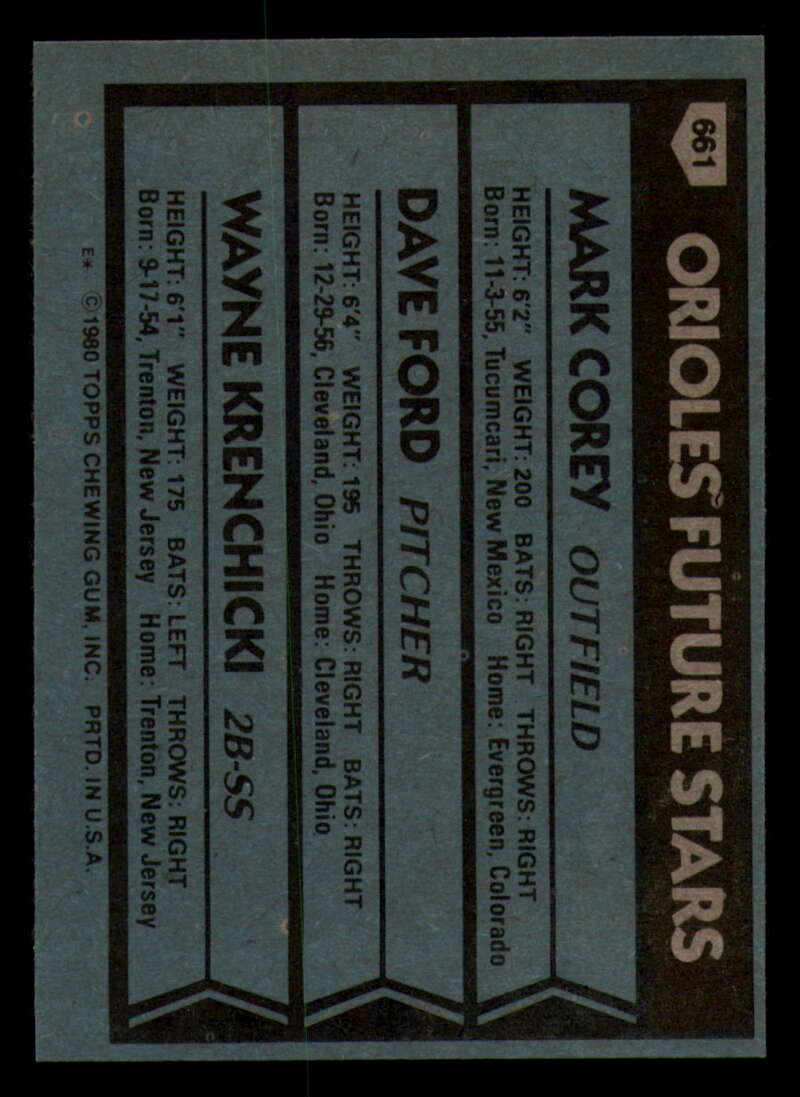 661
ORIOLES FUTURE STARS
MARK COREY OUTFIELD
HEIGHT: 6'2" WEIGHT: 200 BATS: RIGHT THROWS: RIGHT
Born: 11-3-55, Tucumcari, New Mexico Home: Evergreen, Colorado
DAVE FORD PITCHER
HEIGHT: 6'4" WEIGHT: 195 THROWS: RIGHT BATS: RIGHT
Born: 12-29-56, Cleveland, Ohio Home: Cleveland, Ohio
WAYNE KRENCHICKI 2B-SS
HEIGHT: 6'1" WEIGHT: 175 BATS: LEFT THROWS: RIGHT
Born: 9-17-54, Trenton, New Jersey Home: Trenton, New Jersey
E* © 1980 TOPPS CHEWING GUM, INC. PRTD. IN U.S.A.